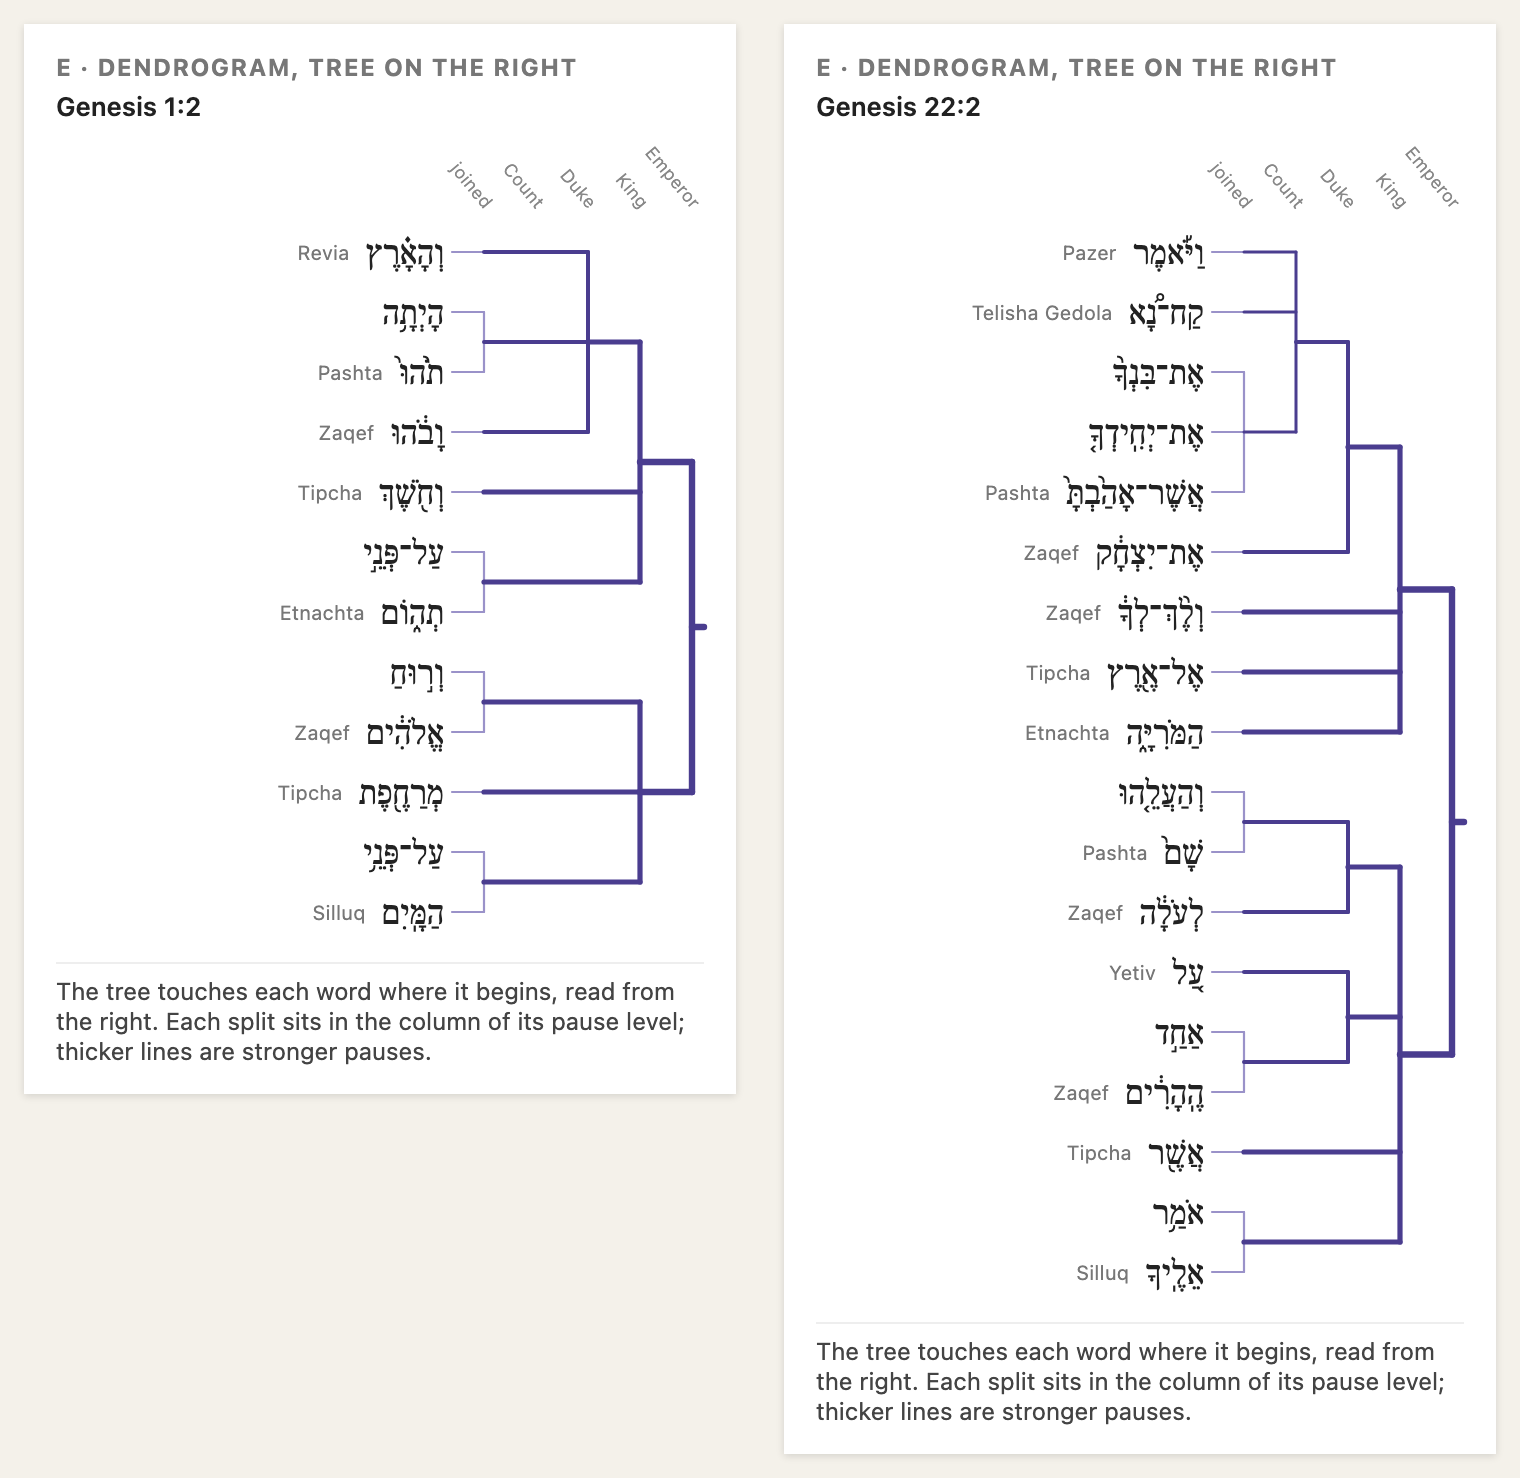 E · DENDROGRAM, TREE ON THE RIGHT
Genesis 1:2
joined Count Duke King Emperor
Revia וְהָאָ֗רֶץ
הָיְתָ֥ה
Pashta תֹ֙הוּ֙
Zaqef וָבֹ֔הוּ
Tipcha וְחֹ֖שֶׁךְ
עַל־פְּנֵ֣י
Etnachta תְה֑וֹם
וְר֣וּחַ
Zaqef אֱלֹהִ֔ים
Tipcha מְרַחֶ֖פֶת
עַל־פְּנֵ֥י
Silluq הַמָּֽיִם
The tree touches each word where it begins, read from
the right. Each split sits in the column of its pause level;
thicker lines are stronger pauses.
E · DENDROGRAM, TREE ON THE RIGHT
Genesis 22:2
joined Count Duke King Emperor
Pazer וַיֹּ֡אמֶר
Telisha Gedola קַח־נָ֠א
אֶת־בִּנְךָ֙
אֶת־יְחִֽידְךָ֤
Pashta אֲשֶׁר־אָהַ֙בְתָּ֙
Zaqef אֶת־יִצְחָ֔ק
Zaqef וְלֶ֨ךְ־לְךָ֔
Tipcha אֶל־אֶ֖רֶץ
Etnachta הַמֹּרִיָּ֑ה
וְהַעֲלֵ֤הוּ
Pashta שָׁם֙
Zaqef לְעֹלָ֔ה
Yetiv עַ֚ל
אַחַ֣ד
Zaqef הֶֽהָרִ֔ים
Tipcha אֲשֶׁ֖ר
אֹמַ֥ר
Silluq אֵלֶֽיךָ
The tree touches each word where it begins, read from
the right. Each split sits in the column of its pause level;
thicker lines are stronger pauses.